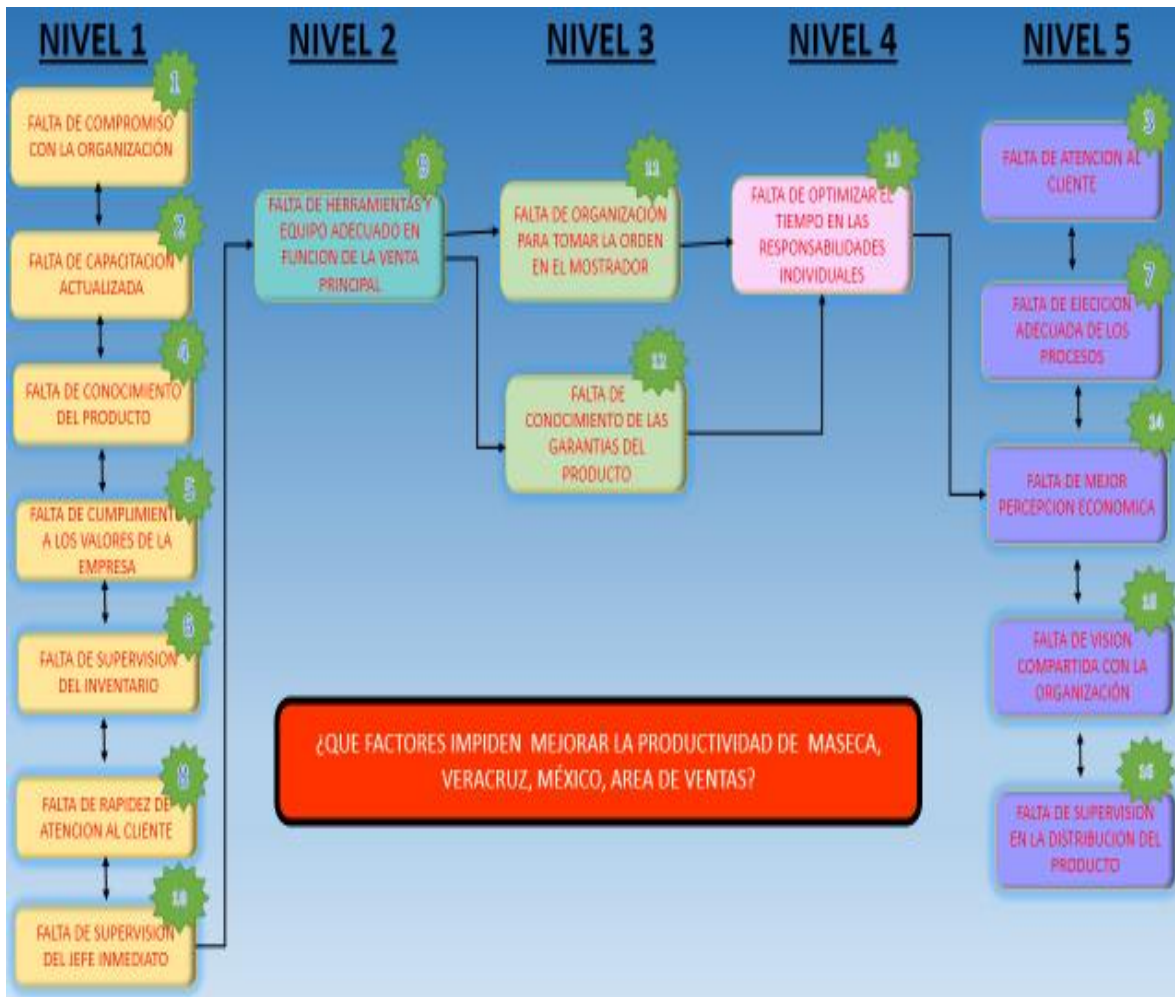 NIVEL 1
NIVEL 2
NIVEL 3
NIVEL 4
NIVEL 5
1
FALTA DE COMPROMISO
CON LA ORGANIZACIÓN
2
FALTA DE CAPACITACION
ACTUALIZADA
4
FALTA DE CONOCIMIENTO
DEL PRODUCTO
FALTA DE CUMPLIMIENTO
A LOS VALORES DE LA
EMPRESA
FALTA DE SUPERVISION
DEL INVENTARIO
FALTA DE RAPIDEZ DE
ATENCION AL CLIENTE
FALTA DE SUPERVISION
DEL JEFE INMEDIATO
FALTA DE HERRAMIENTAS Y
EQUIPO ADECUADO EN
FUNCION DE LA VENTA
PRINCIPAL
11
FALTA DE ORGANIZACIÓN
PARA TOMAR LA ORDEN
EN EL MOSTRADOR
12
FALTA DE
CONOCIMIENTO DE LAS
GARANTIAS DEL
PRODUCTO
FALTA DE OPTIMIZAR EL
TIEMPO EN LAS
RESPONSABILIDADES
INDIVIDUALES
FALTA DE ATENCION AL
CLIENTE
7
FALTA DE EJECICION
ADECUADA DE LOS
PROCESOS
14
FALTA DE MEJOR
PERCEPCION ECONOMICA
FALTA DE VISION
COMPARTIDA CON LA
ORGANIZACIÓN
16
FALTA DE SUPERVISION
EN LA DISTRIBUCION DEL
PRODUCTO
¿QUE FACTORES IMPIDEN MEJORAR LA PRODUCTIVIDAD DE MASECA,
VERACRUZ, MÉXICO, AREA DE VENTAS?